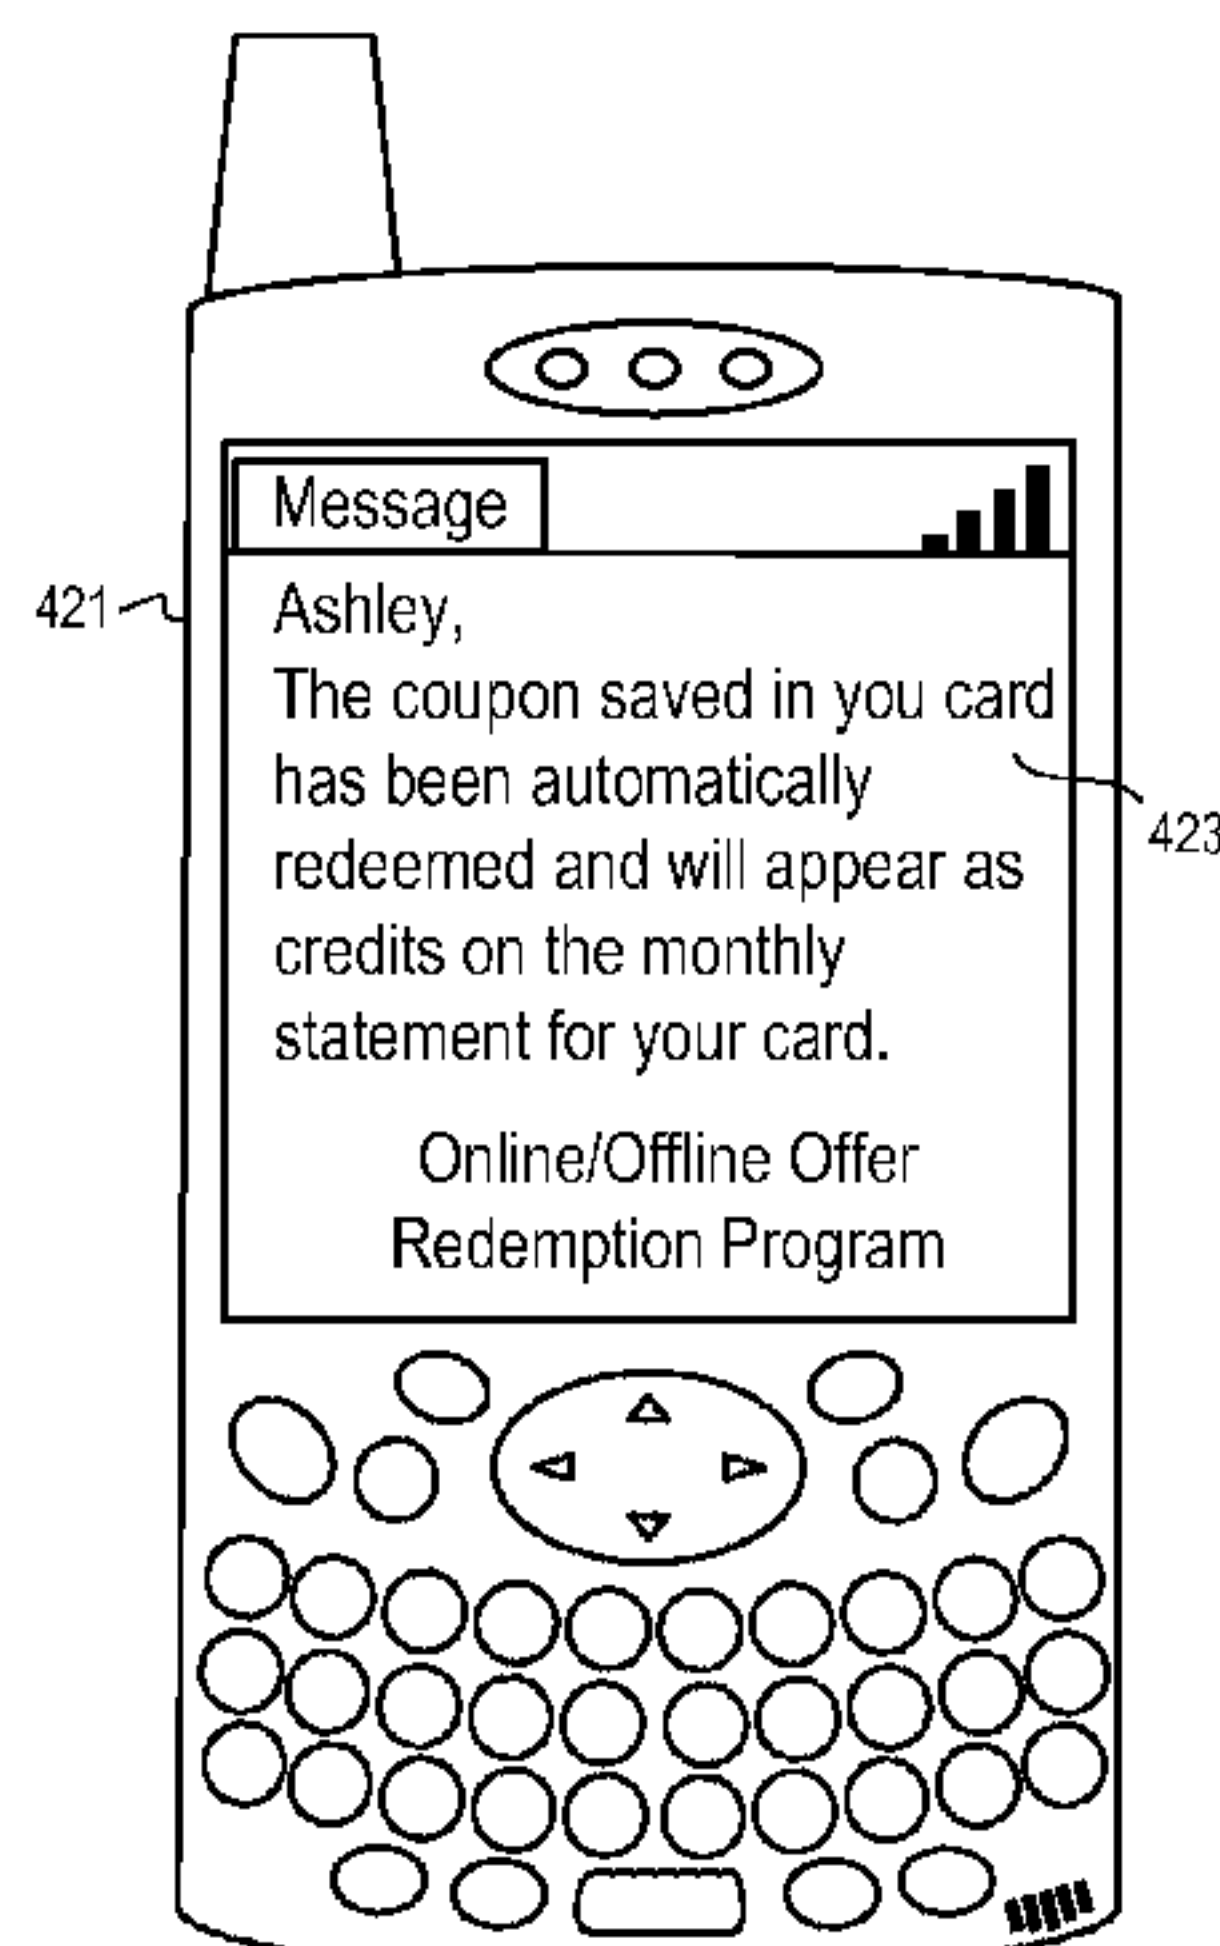 Message
421
Ashley,
The coupon saved in you card
has been automatically
423
redeemed and will appear as
credits on the monthly
statement for your card.
Online/Offline Offer
Redemption Program